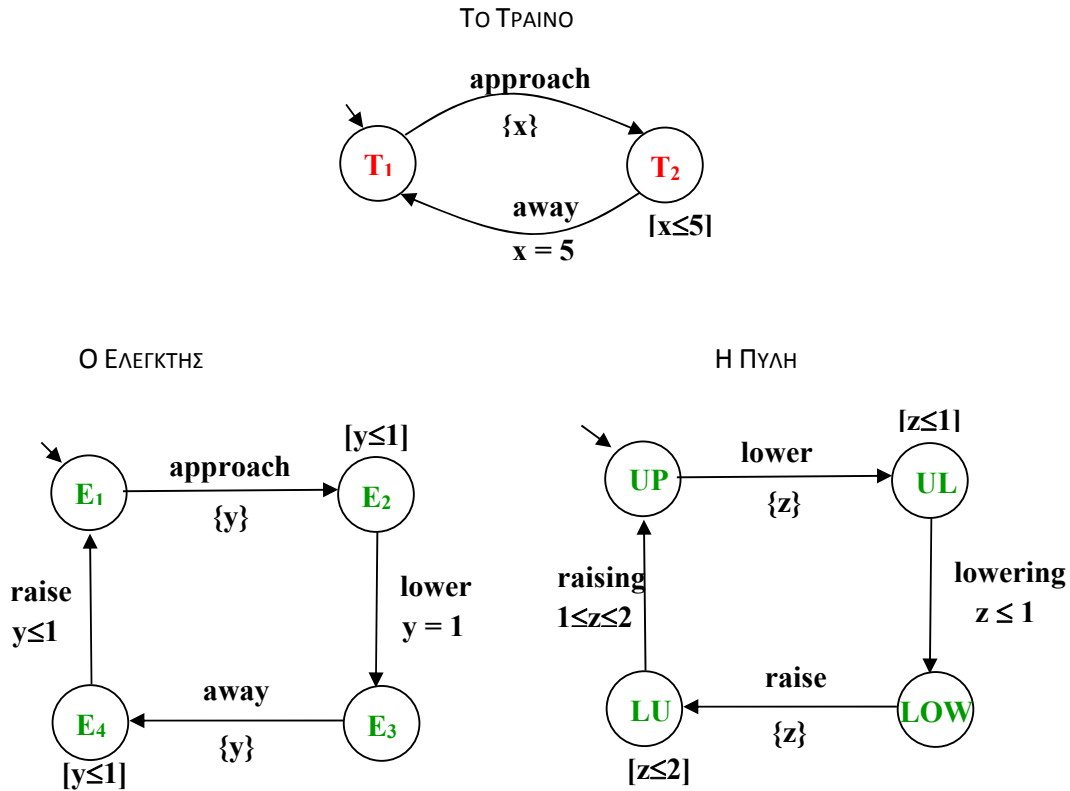 ΤΟ ΤΡΑΙΝΟ
approach
{x}
T1
T2
away
x = 5
[x≤5]
Ο ΕΛΕΓΚΤΗΣ
Η ΠΥΛΗ
[y≤1]
[z≤1]
approach
lower
E1
E2
UP
UL
{y}
{z}
raise
y≤1
lower
y = 1
raising
1≤z≤2
lowering
z ≤ 1
away
raise
E4
E3
LU
LOW
{y}
{z}
[y≤1]
[z≤2]